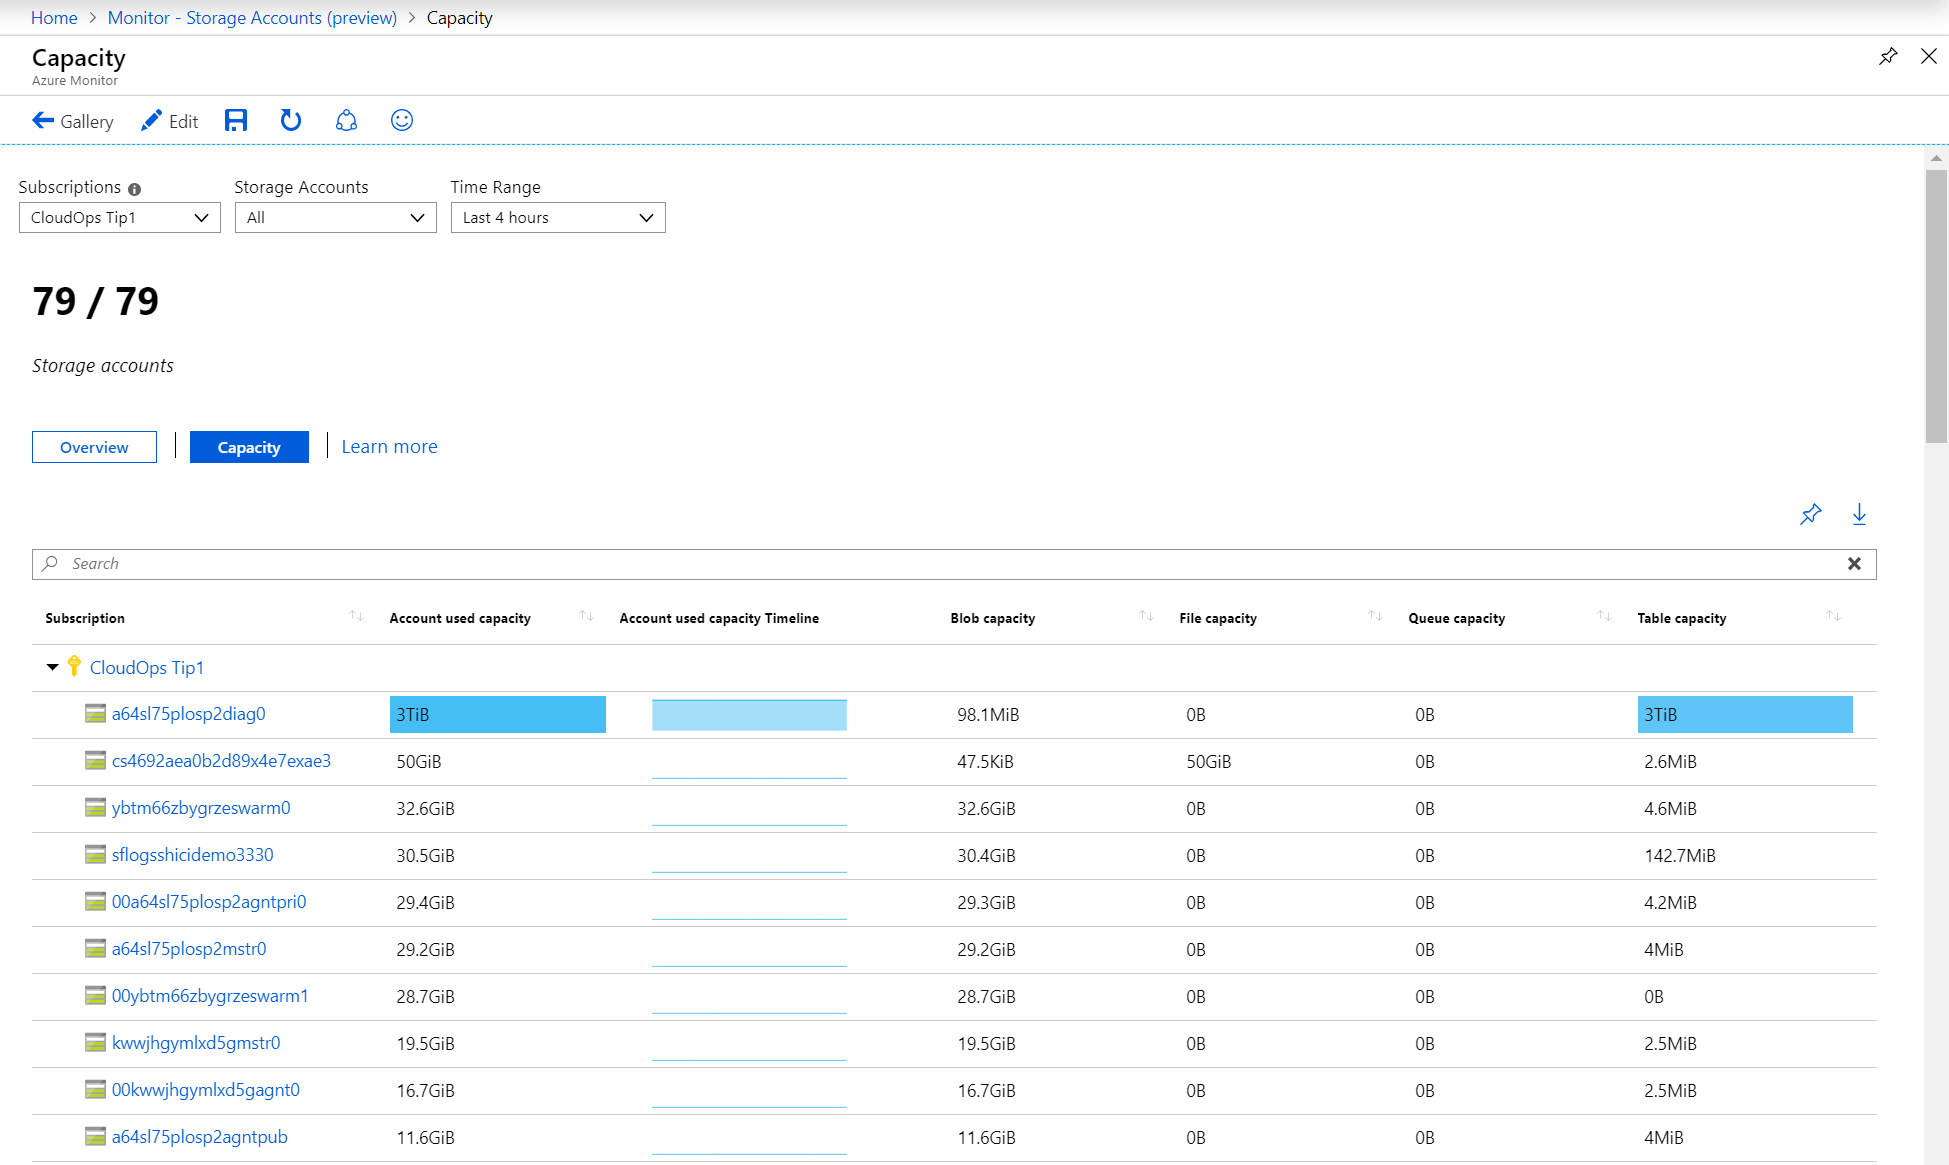 Home > Monitor - Storage Accounts (preview) > Capacity
Capacity
Azure Monitor
Gallery Edit
Subscriptions Storage Accounts Time Range
CloudOps Tip1 All Last 4 hours
79 / 79
Storage accounts
Overview Capacity Learn more
Search
Subscription Account used capacity Account used capacity Timeline Blob capacity File capacity Queue capacity Table capacity
CloudOps Tip1
a64sl75plosp2diag0 3TiB 98.1MiB 0B 0B 3TiB
cs4692aea0b2d89x4e7exae3 50GiB 47.5KiB 50GiB 0B 2.6MiB
ybtm66zbygrzeswarm0 32.6GiB 32.6GiB 0B 0B 4.6MiB
sflogsshicidemo3330 30.5GiB 30.4GiB 0B 0B 142.7MiB
00a64sl75plosp2agntpri0 29.4GiB 29.3GiB 0B 0B 4.2MiB
a64sl75plosp2mstr0 29.2GiB 29.2GiB 0B 0B 4MiB
00ybtm66zbygrzeswarm1 28.7GiB 28.7GiB 0B 0B 0B
kwwjhgymlxd5gmstr0 19.5GiB 19.5GiB 0B 0B 2.5MiB
00kwwjhgymlxd5gagnt0 16.7GiB 16.7GiB 0B 0B 2.5MiB
a64sl75plosp2agntpub 11.6GiB 11.6GiB 0B 0B 4MiB